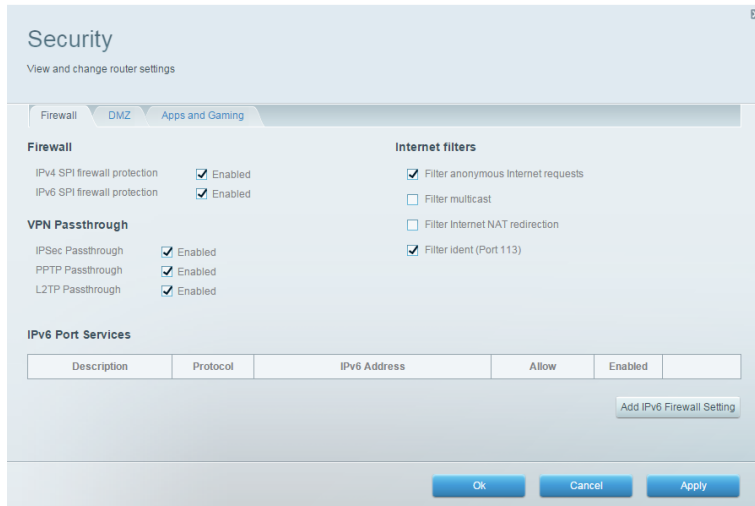 Security
View and change router settings
Firewall
DMZ
Apps and Gaming
Firewall
IPv4 SPI firewall protection Enabled
IPv6 SPI firewall protection Enabled
VPN Passthrough
IPSec Passthrough Enabled
PPTP Passthrough Enabled
L2TP Passthrough Enabled
Internet filters
Filter anonymous Internet requests
Filter multicast
Filter Internet NAT redirection
Filter ident (Port 113)
IPv6 Port Services
Description Protocol IPv6 Address Allow Enabled
Add IPv6 Firewall Setting
Ok Cancel Apply